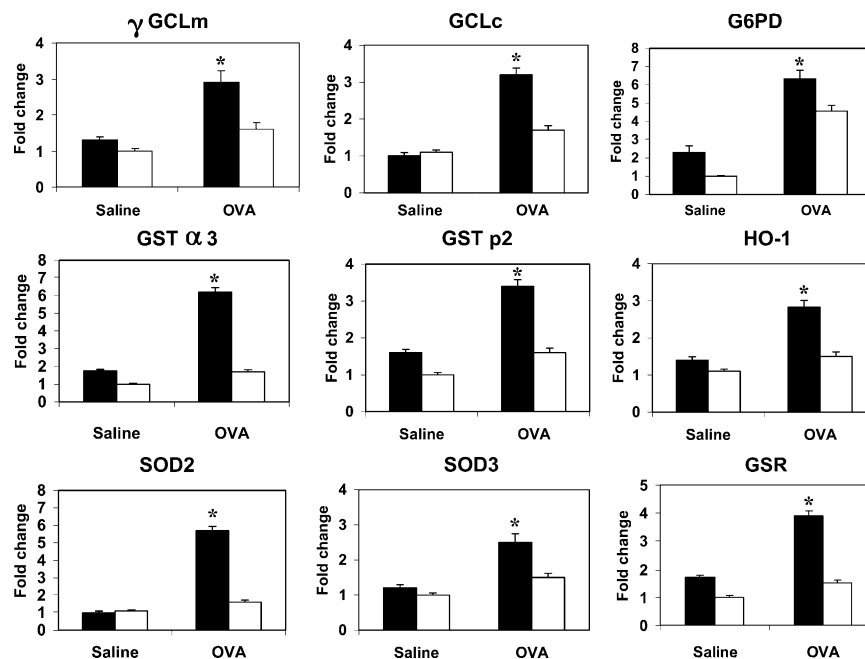 γ GCLm
GCLc
G6PD
Fold change
4
3
2
1
0
*
Saline
OVA
Fold change
4
3
2
1
0
*
Saline
OVA
Fold change
8
7
6
5
4
3
2
1
0
*
Saline
OVA
GST α 3
GST p2
HO-1
Fold change
8
7
6
5
4
2
1
0
*
Saline
OVA
Fold change
4
3
2
1
0
*
Saline
OVA
Fold change
4
3
2
1
0
*
Saline
OVA
SOD2
SOD3
GSR
Fold change
8
7
6
5
4
2
1
0
*
Saline
OVA
Fold change
4
3
2
1
0
*
Saline
OVA
Fold change
5
4
2
1
0
*
Saline
OVA